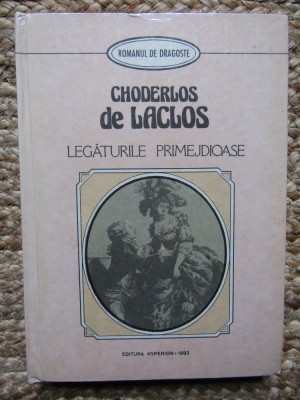 ROMANUL DE DRAGOSTE
CHODERLOS
de LACLOS
LEGĂTURILE PRIMEJDIOASE
EDITURA HYPERION • 1993